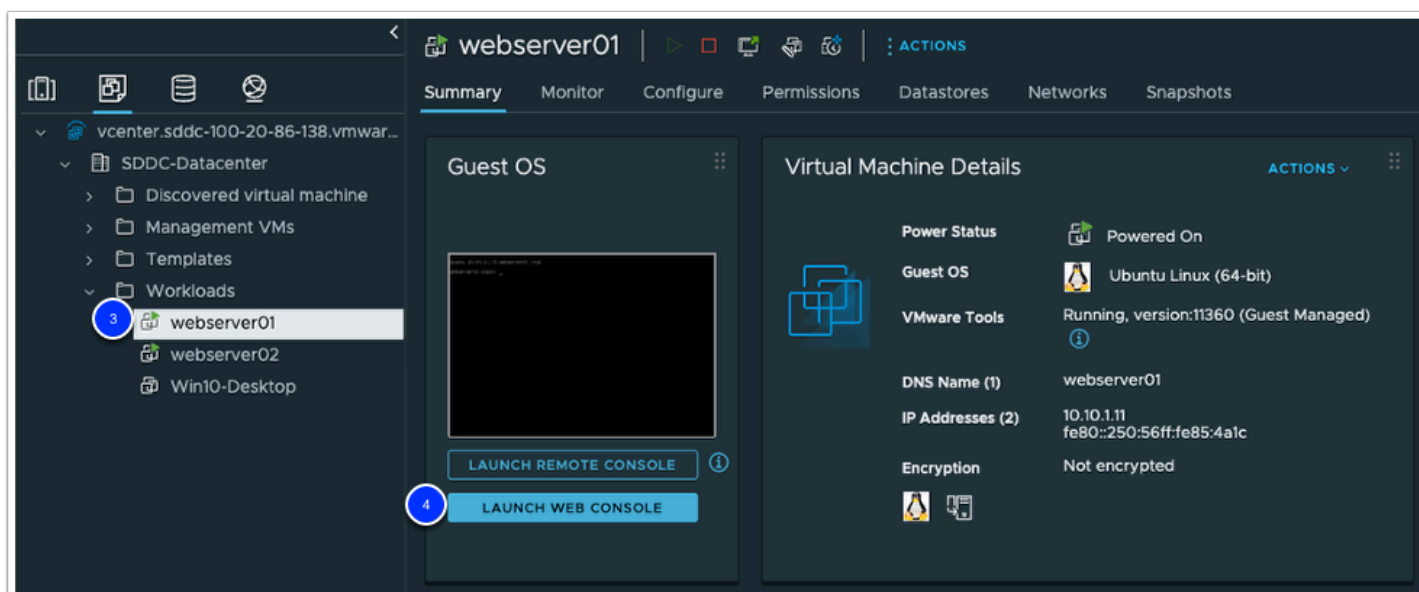 webserver01
ACTIONS
Summary Monitor Configure Permissions Datastores Networks Snapshots
vcenter.sddc-100-20-86-138.vmwar...
SDDC-Datacenter
Discovered virtual machine
Management VMs
Templates
Workloads
3
webserver01
webserver02
Win10-Desktop
Guest OS
LAUNCH REMOTE CONSOLE
4
LAUNCH WEB CONSOLE
Virtual Machine Details
ACTIONS
Power Status Powered On
Guest OS Ubuntu Linux (64-bit)
VMware Tools Running, version:11360 (Guest Managed)
DNS Name (1) webserver01
IP Addresses (2) 10.10.1.11
fe80::250:56ff:fe85:4a1c
Encryption Not encrypted